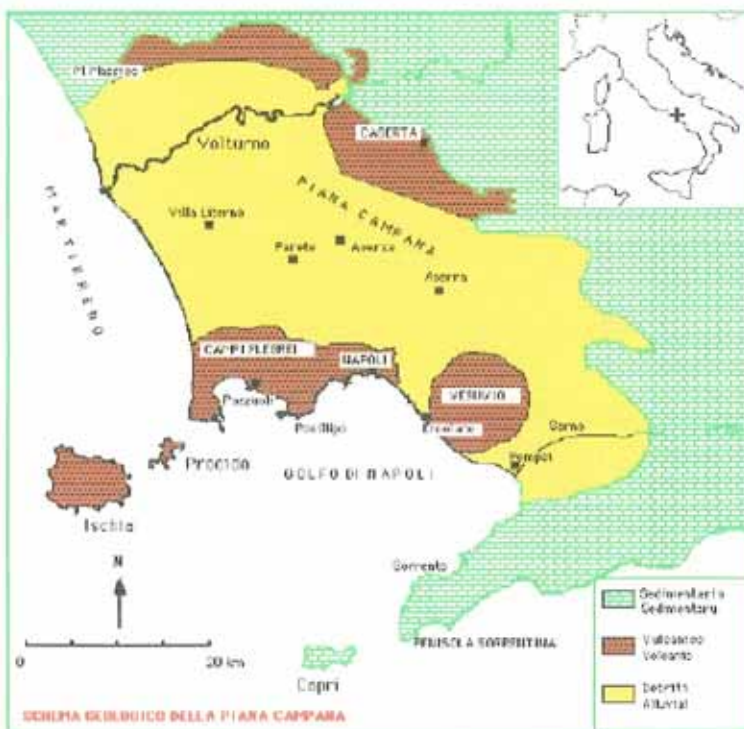 CASERTA
Volturno
PIANA CAMPANA
Villa Literno
Aversa
Parete
Acerra
MAR TIRRENO
CAMPI FLEGREI
NAPOLI
VESUVIO
Pozzuoli
Posillipo
Ercolano
Sarno
Pompei
Procida
GOLFO DI NAPOLI
Ischia
N
Sorrento
PENISOLA SORRENTINA
0 20 km
Capri
Sedimentario
Sedimentary
Vulcanico
Volcanic
Detriti
Alluvial
SCHEMA GEOLOGICO DELLA PIANA CAMPANA